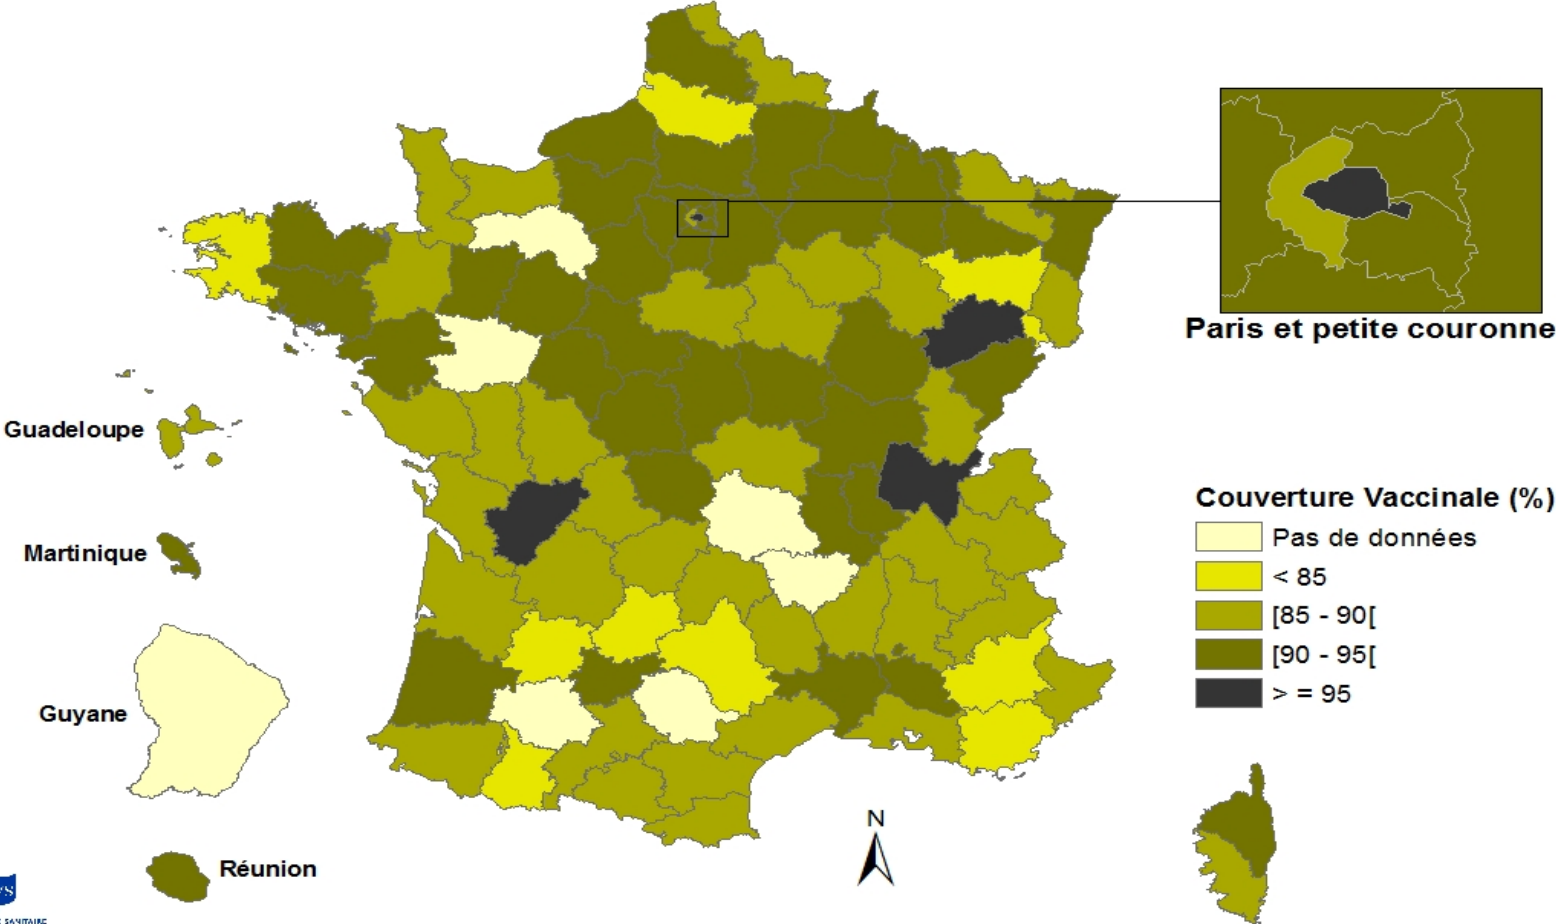 Paris et petite couronne
Guadeloupe
Martinique
Guyane
Réunion
Couverture Vaccinale (%)
Pas de données
< 85
[85 - 90[
[90 - 95[
> = 95
N
SANITAIRE